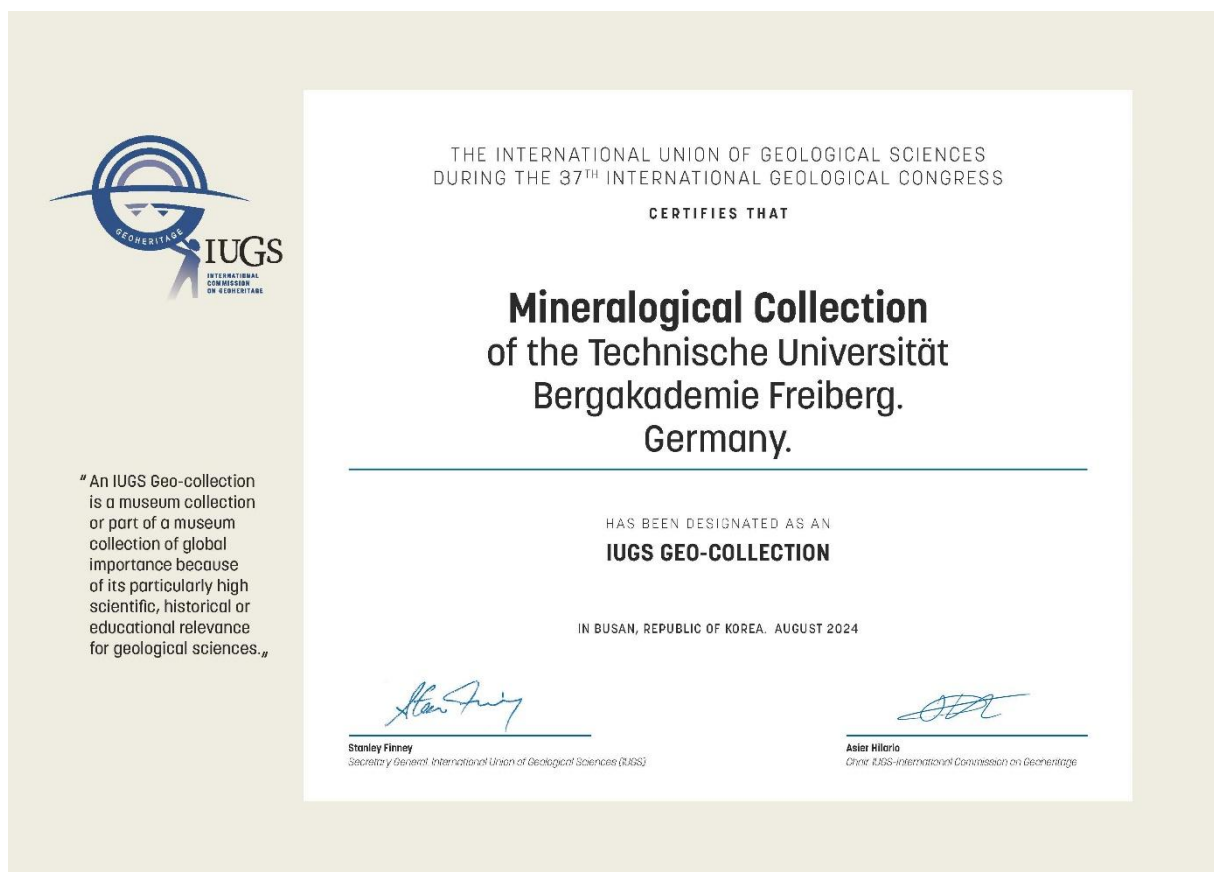 GEOHERITAGE
IUGS
INTERNATIONAL
COMMISSION
ON GEOHERITAGE
" An IUGS Geo-collection
is a museum collection
or part of a museum
collection of global
importance because
of its particularly high
scientific, historical or
educational relevance
for geological sciences.„
THE INTERNATIONAL UNION OF GEOLOGICAL SCIENCES
DURING THE 37TH INTERNATIONAL GEOLOGICAL CONGRESS
CERTIFIES THAT
Mineralogical Collection
of the Technische Universität
Bergakademie Freiberg.
Germany.
HAS BEEN DESIGNATED AS AN
IUGS GEO-COLLECTION
IN BUSAN, REPUBLIC OF KOREA. AUGUST 2024
Stanley Finney
Secretary General. International Union of Geological Sciences (IUGS)
Asier Hilario
Chair IUGS-International Commission on Geoheritage